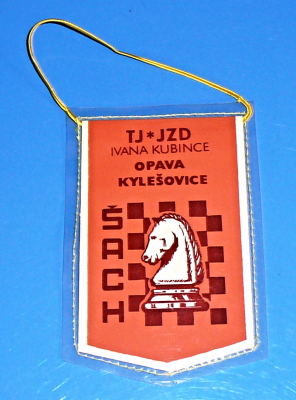 TJ*JZD
IVANA KUBINCE
OPAVA
KYLEŠOVICE
ŠACH